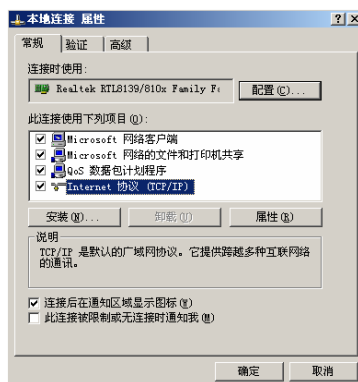 本地连接 属性
常规 验证 高级
连接时使用:
Realtek RTL8139/810x Family F
配置(C)...
此连接使用下列项目(O):
Microsoft 网络客户端
Microsoft 网络的文件和打印机共享
QoS 数据包计划程序
Internet 协议 (TCP/IP)
安装(N)... 卸载(U) 属性(R)
说明
TCP/IP 是默认的广域网协议。它提供跨越多种互联网络
的通讯。
连接后在通知区域显示图标(W)
此连接被限制或无连接时通知我(M)
确定 取消